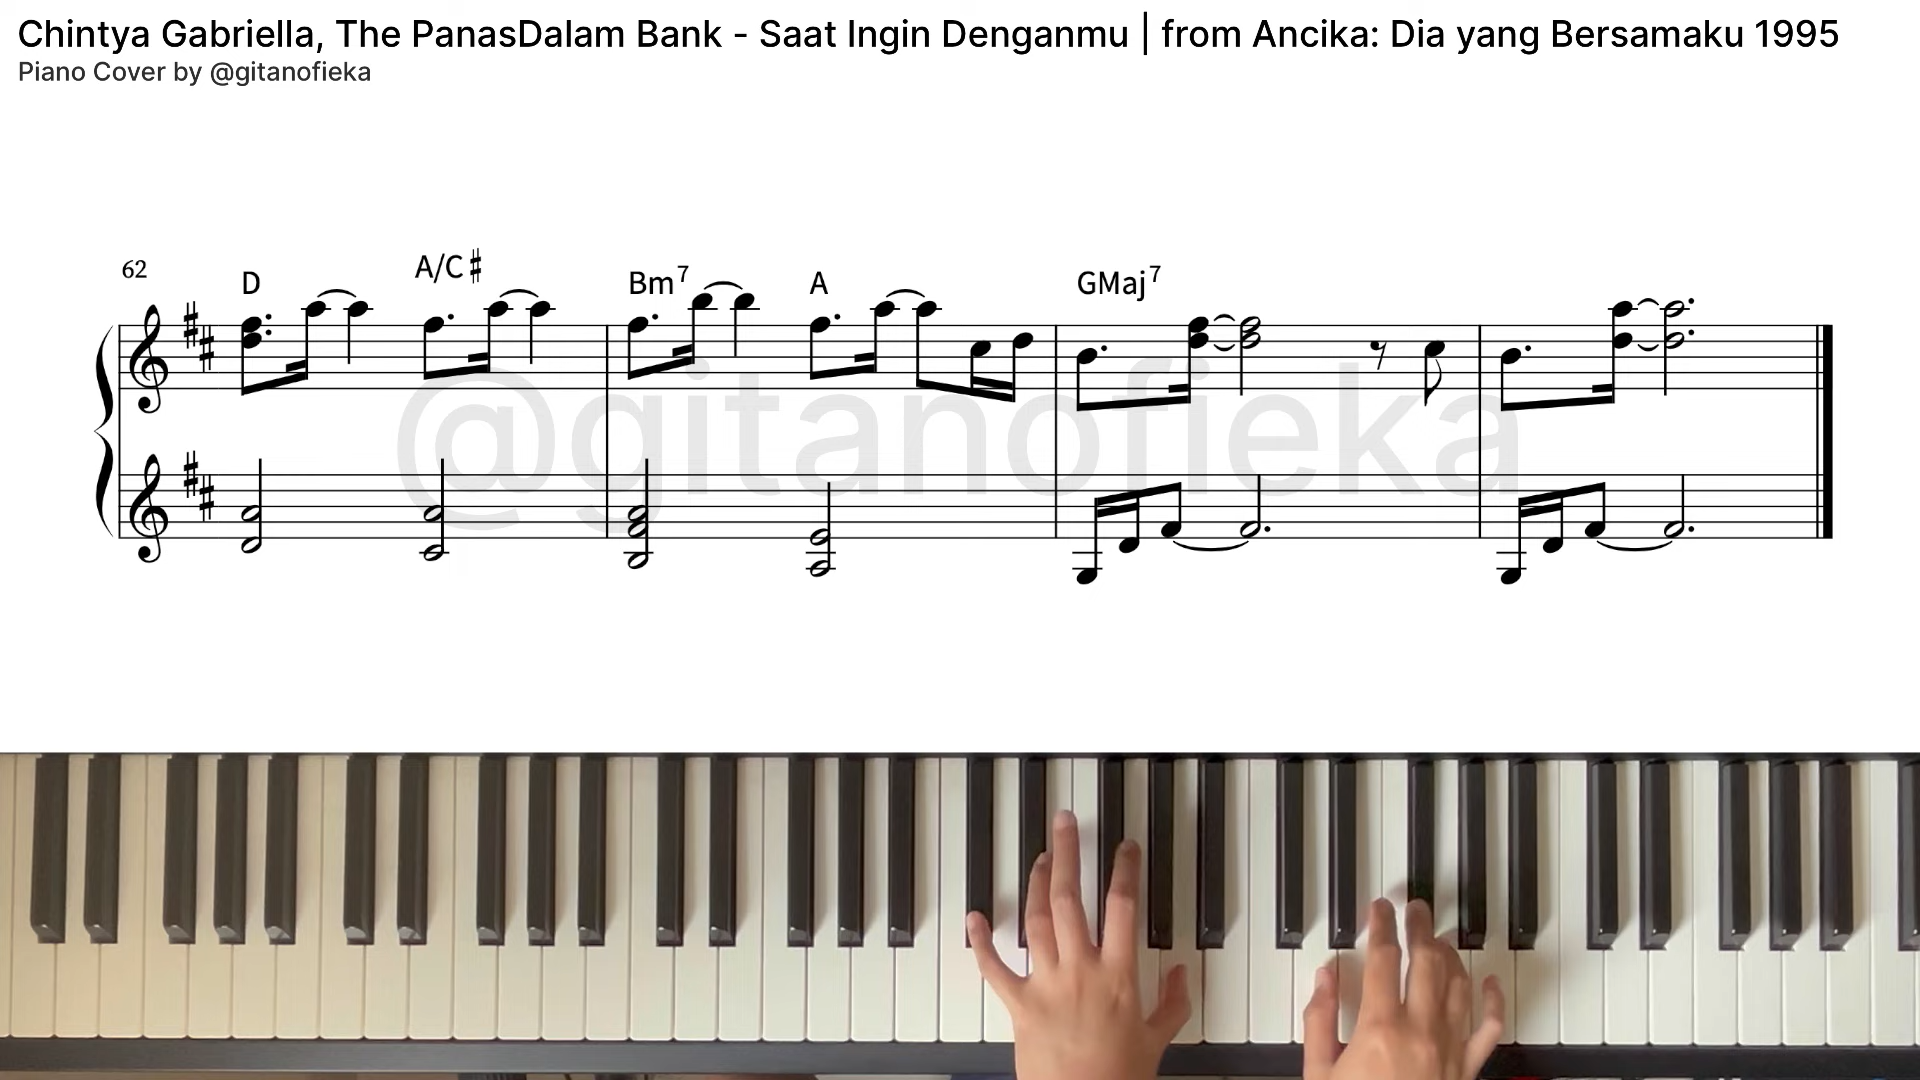 Chintya Gabriella, The PanasDalam Bank - Saat Ingin Denganmu | from Ancika: Dia yang Bersamaku 1995
Piano Cover by @gitanofieka
62
D A/C♯ Bm7 A GMaj7
@gitanofieka